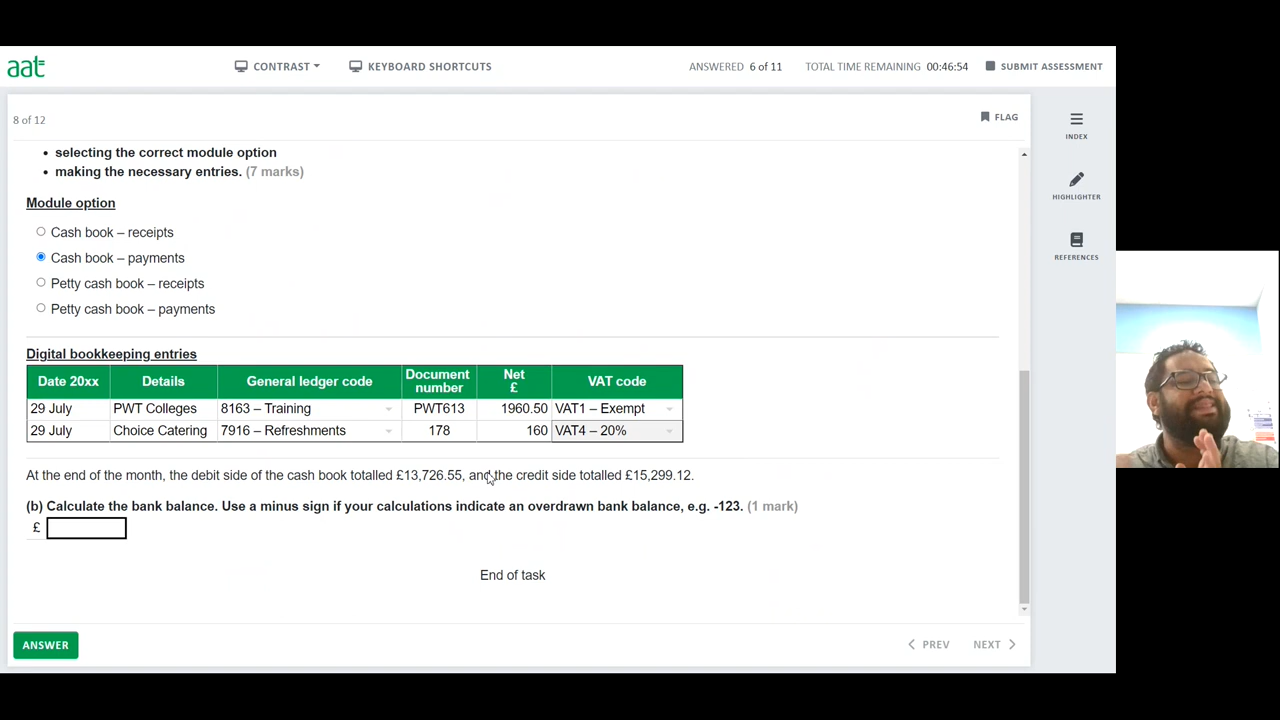 aat
CONTRAST
KEYBOARD SHORTCUTS
ANSWERED 6 of 11
TOTAL TIME REMAINING 00:46:54
SUBMIT ASSESSMENT
8 of 12
FLAG
INDEX
HIGHLIGHTER
REFERENCES
• selecting the correct module option
• making the necessary entries. (7 marks)
Module option
Cash book – receipts
Cash book – payments
Petty cash book – receipts
Petty cash book – payments
Digital bookkeeping entries
Date 20xx Details General ledger code Document number Net £ VAT code
29 July PWT Colleges 8163 – Training PWT613 1960.50 VAT1 – Exempt
29 July Choice Catering 7916 – Refreshments 178 160 VAT4 – 20%
At the end of the month, the debit side of the cash book totalled £13,726.55, and the credit side totalled £15,299.12.
(b) Calculate the bank balance. Use a minus sign if your calculations indicate an overdrawn bank balance, e.g. -123. (1 mark)
£
End of task
ANSWER
PREV
NEXT